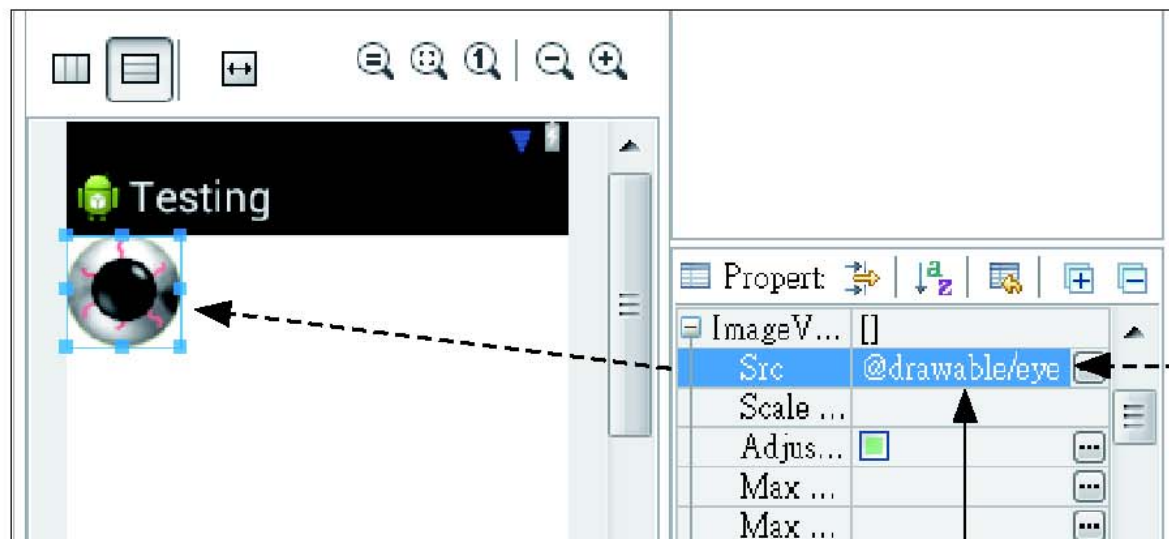 Testing
Propert
ImageV... []
Src @drawable/eye
Scale ...
Adjus...
Max ...
Max ...